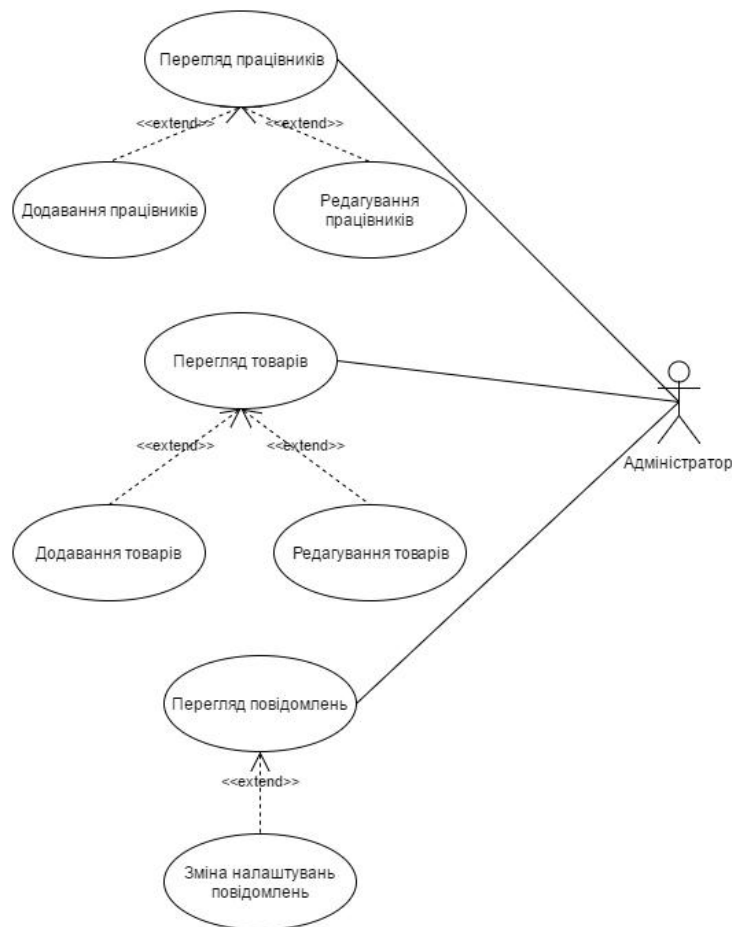 Перегляд працівників
<<extend>>
<<extend>>
Додавання працівників
Редагування
працівників
Перегляд товарів
Адміністратор
<<extend>>
<<extend>>
Додавання товарів
Редагування товарів
Перегляд повідомлень
<<extend>>
Зміна налаштувань
повідомлень